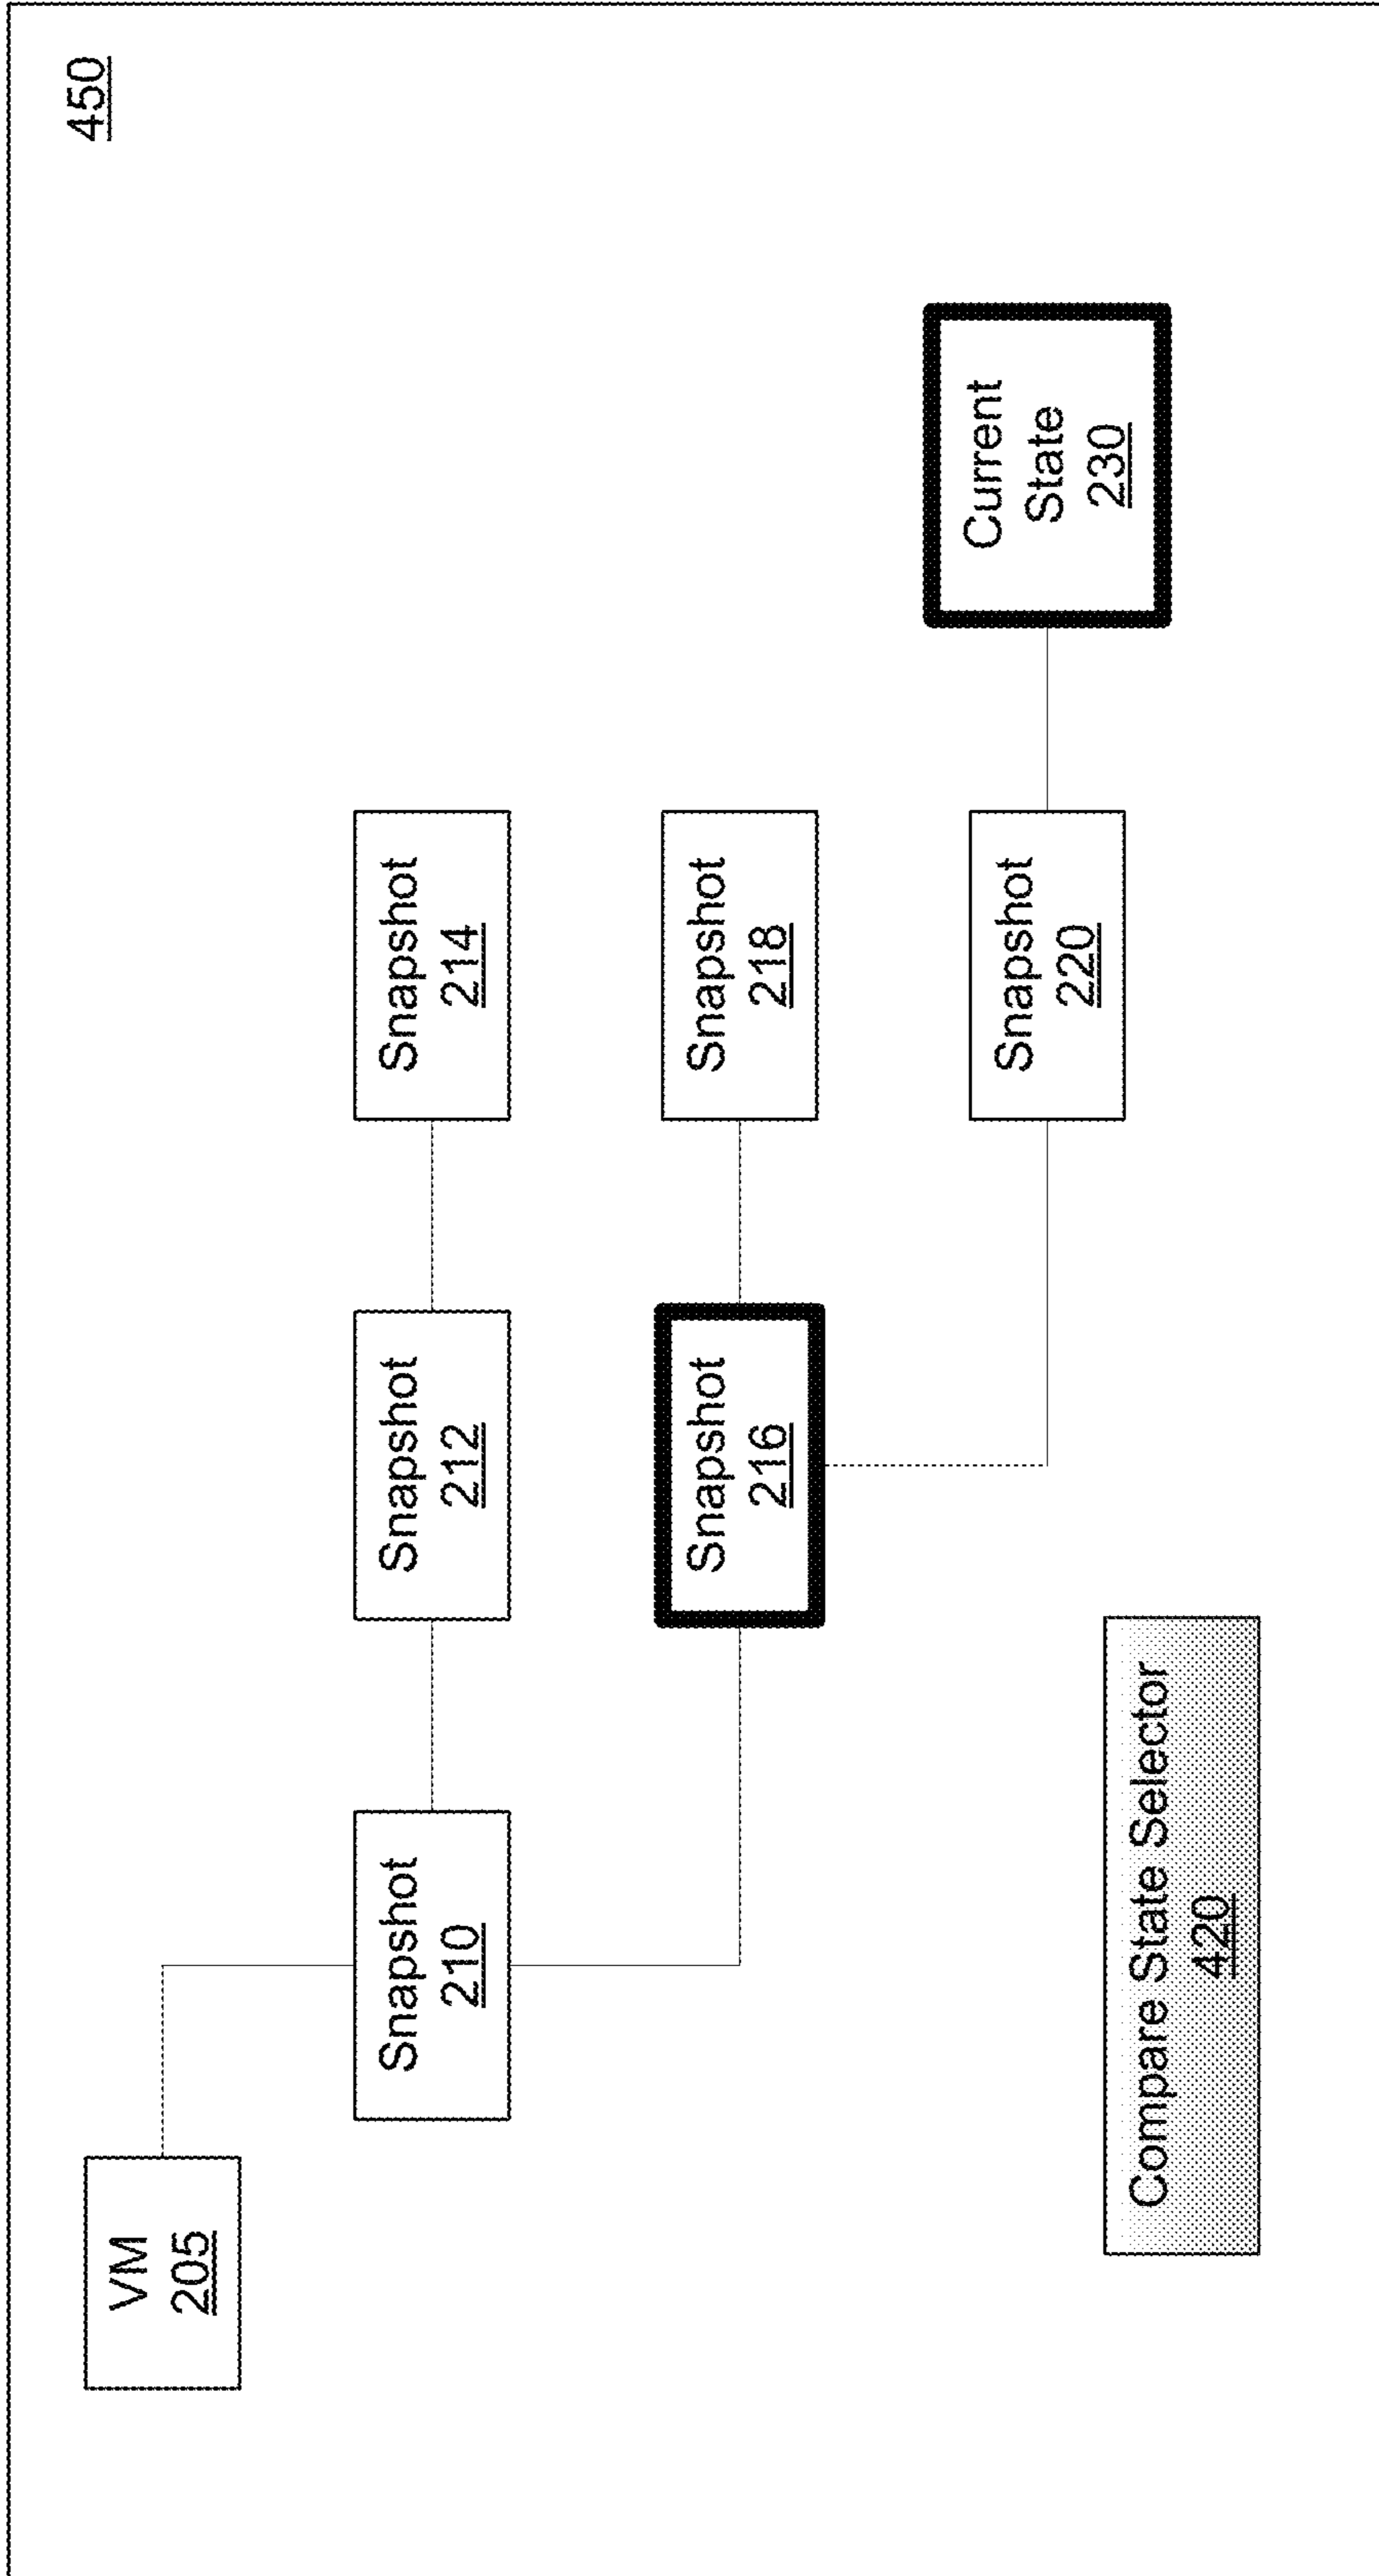 450
VM
205
Snapshot
210
Snapshot
212
Snapshot
214
Snapshot
216
Snapshot
218
Snapshot
220
Current
State
230
Compare State Selector
420